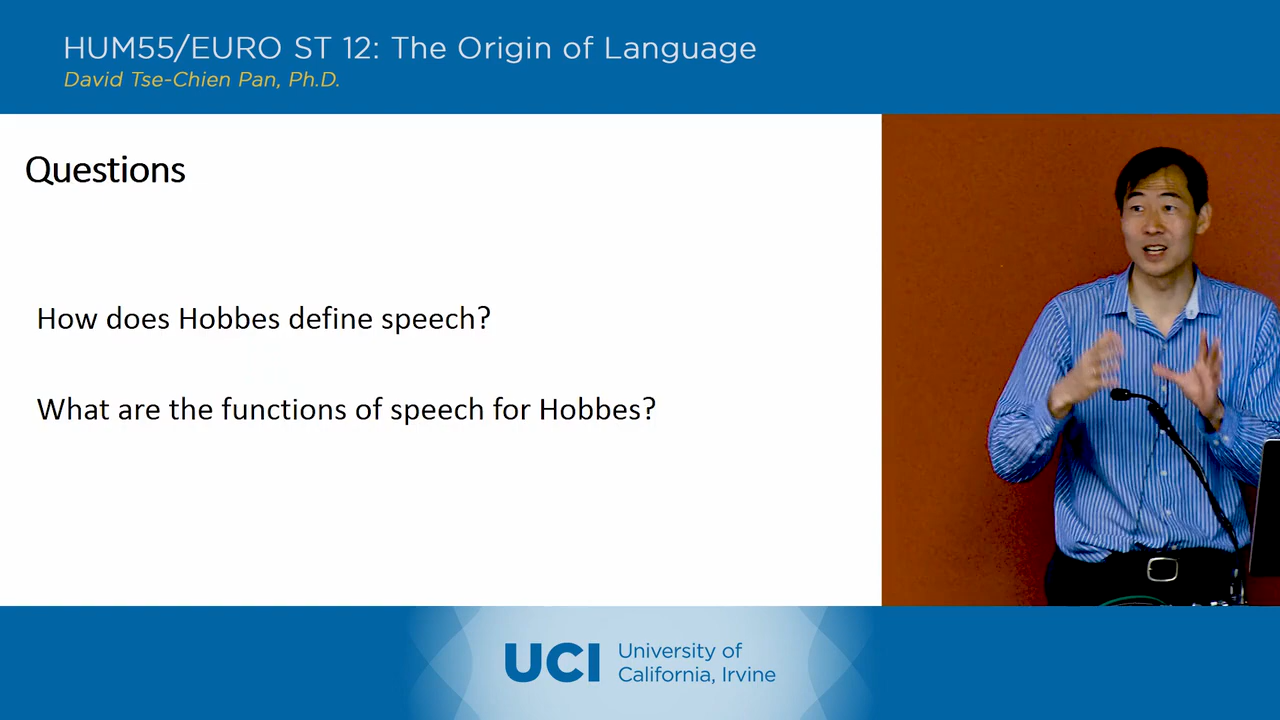 HUM55/EURO ST 12: The Origin of Language
David Tse-Chien Pan, Ph.D.
Questions
How does Hobbes define speech?
What are the functions of speech for Hobbes?
UCI University of
California, Irvine